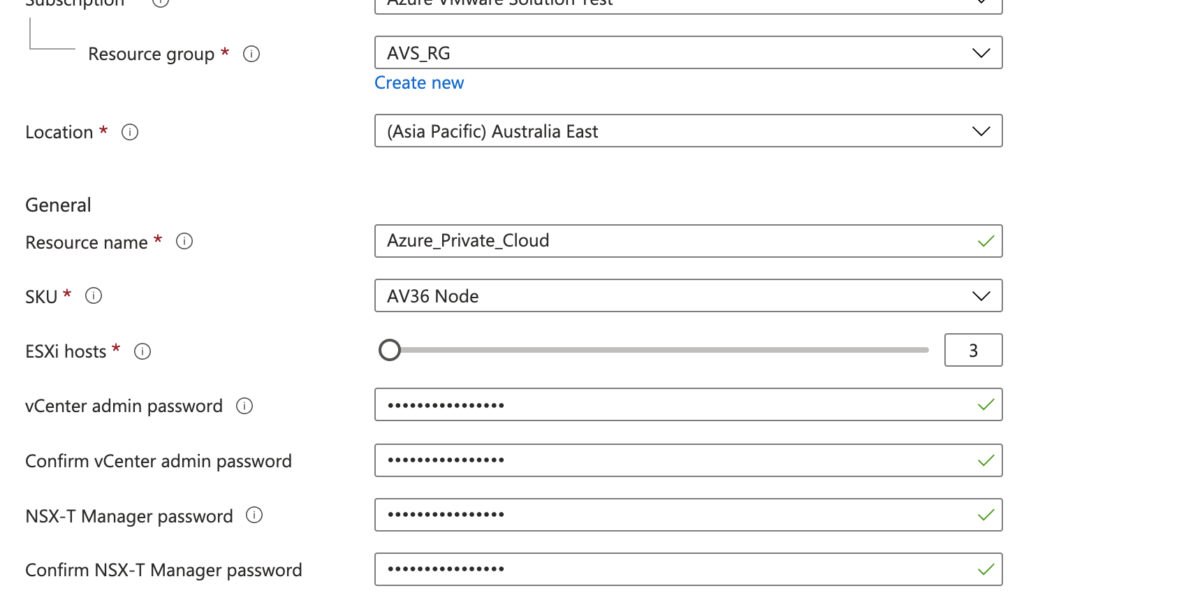 Subscription
Azure VMware Solution Test
Resource group *
AVS_RG
Create new
Location *
(Asia Pacific) Australia East
General
Resource name *
Azure_Private_Cloud
SKU *
AV36 Node
ESXi hosts *
3
vCenter admin password
••••••••••••••••
Confirm vCenter admin password
••••••••••••••••
NSX-T Manager password
••••••••••••••••
Confirm NSX-T Manager password
••••••••••••••••